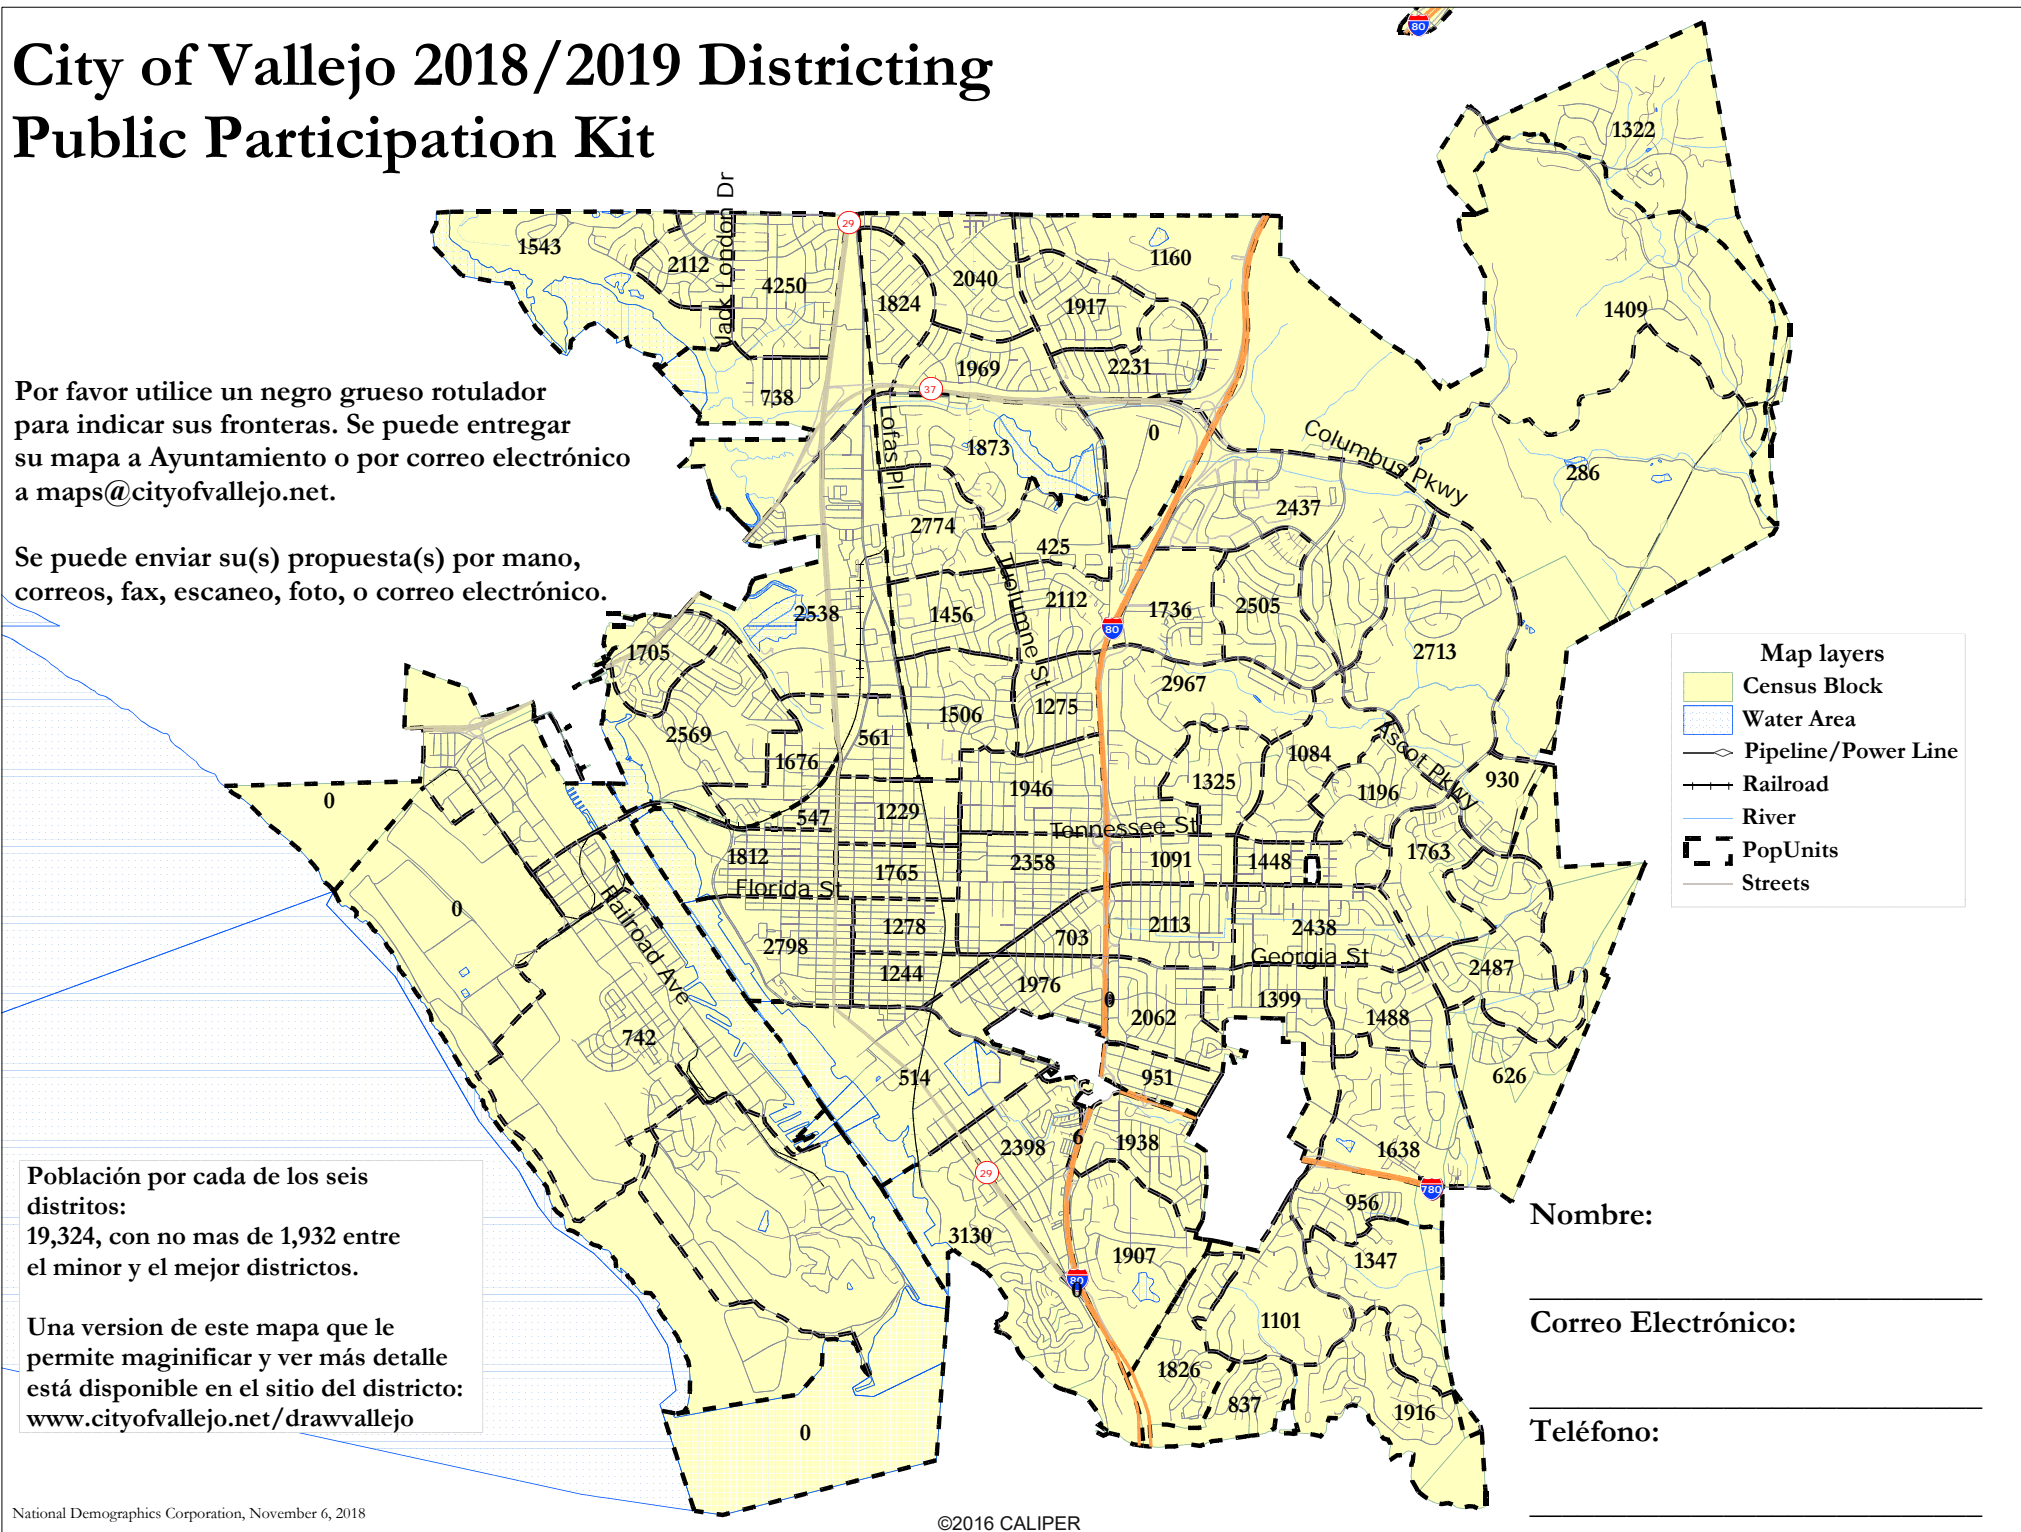 City of Vallejo 2018/2019 Districting
Public Participation Kit
Por favor utilice un negro grueso rotulador
para indicar sus fronteras. Se puede entregar
su mapa a Ayuntamiento o por correo electrónico
a maps@cityofvallejo.net.
Se puede enviar su(s) propuesta(s) por mano,
correos, fax, escaneo, foto, o correo electrónico.
80
1322
Jack London Dr
29
1543
2112
4250
1824
2040
1917
1160
1409
1969
2231
738
37
Lofas Pl
1873
0
Columbus Pkwy
286
2437
2774
425
Tuolumne St
2538
1456
2112
80
1736
2505
2713
1705
2967
1506
1275
2569
561
1676
1084
Ascot Pkwy
930
1325
1196
1946
0
547
1229
Tennessee St
1812
1765
2358
1091
1448
1763
Florida St
Railroad Ave
0
1278
2113
2438
2798
703
Georgia St
2487
1244
1976
1399
0
2062
1488
742
514
951
626
2398
6
1938
1638
29
780
956
3130
1907
1347
80
0
1101
1826
837
1916
0
Map layers
Census Block
Water Area
Pipeline/Power Line
Railroad
River
PopUnits
Streets
Población por cada de los seis
distritos:
19,324, con no mas de 1,932 entre
el minor y el mejor districtos.
Una version de este mapa que le
permite maginificar y ver más detalle
está disponible en el sitio del districto:
www.cityofvallejo.net/drawvallejo
Nombre:
Correo Electrónico:
Teléfono:
National Demographics Corporation, November 6, 2018
©2016 CALIPER